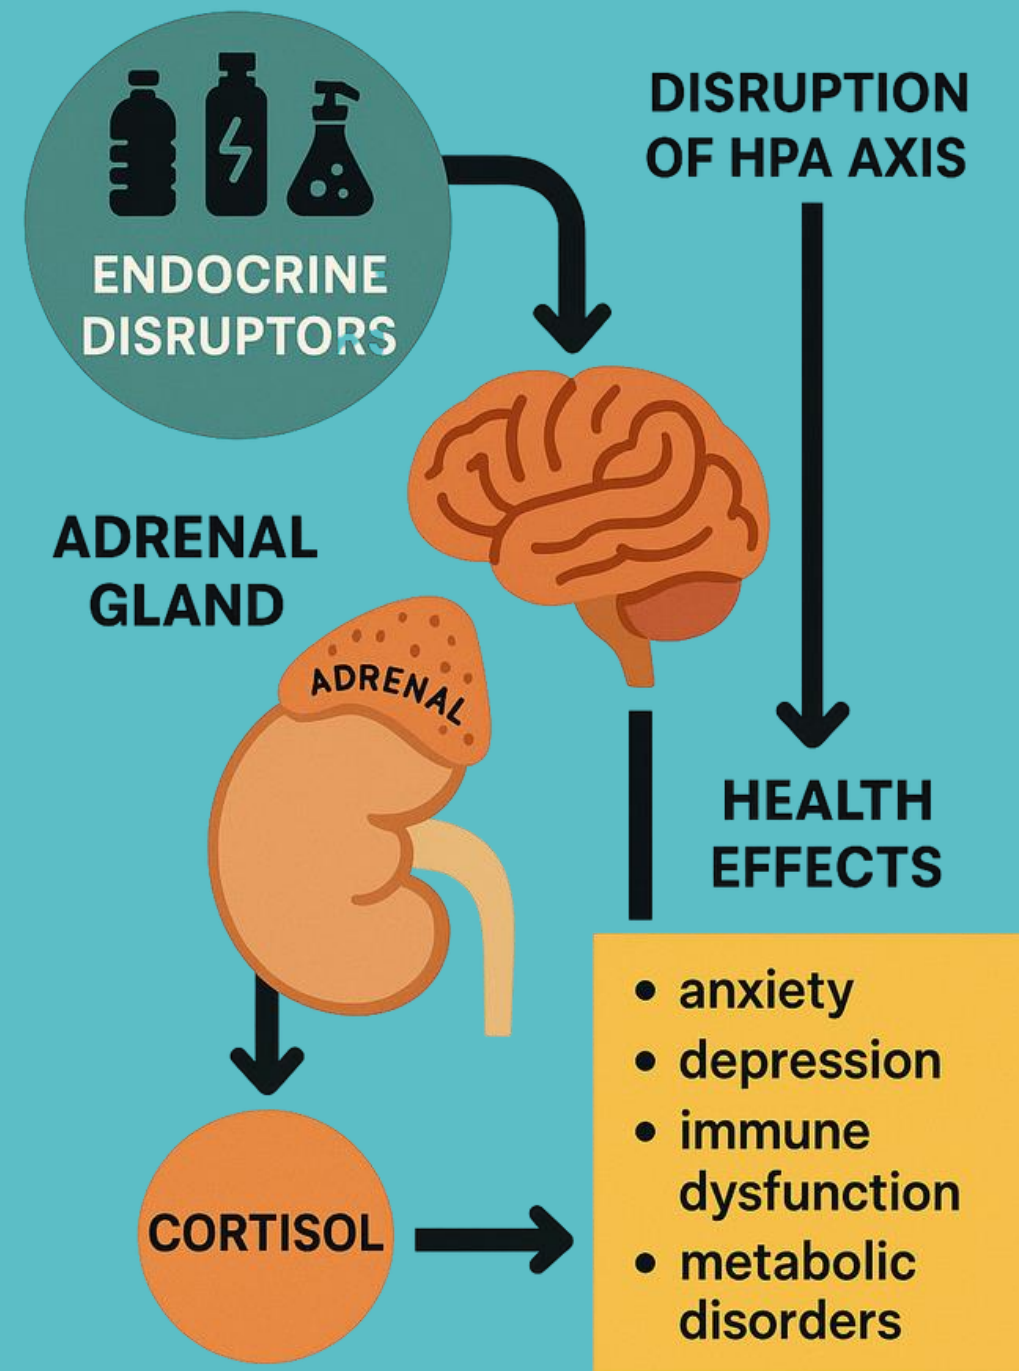 ENDOCRINE
DISRUPTORS
DISRUPTION
OF HPA AXIS
ADRENAL
GLAND
ADRENAL
HEALTH
EFFECTS
• anxiety
• depression
• immune
dysfunction
• metabolic
disorders
CORTISOL